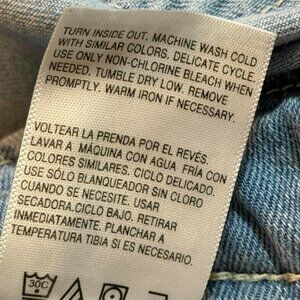 TURN INSIDE OUT. MACHINE WASH COLD
WITH SIMILAR COLORS. DELICATE CYCLE.
USE ONLY NON-CHLORINE BLEACH WHEN
NEEDED. TUMBLE DRY LOW. REMOVE
PROMPTLY. WARM IRON IF NECESSARY.
VOLTEAR LA PRENDA POR EL REVÉS.
LAVAR A MÁQUINA CON AGUA FRÍA CON
COLORES SIMILARES. CICLO DELICADO.
USE SÓLO BLANQUEADOR SIN CLORO
CUANDO SE NECESITE. USAR
SECADORA.CICLO BAJO. RETIRAR
INMEDIATAMENTE. PLANCHAR A
TEMPERATURA TIBIA SI ES NECESARIO.
30C